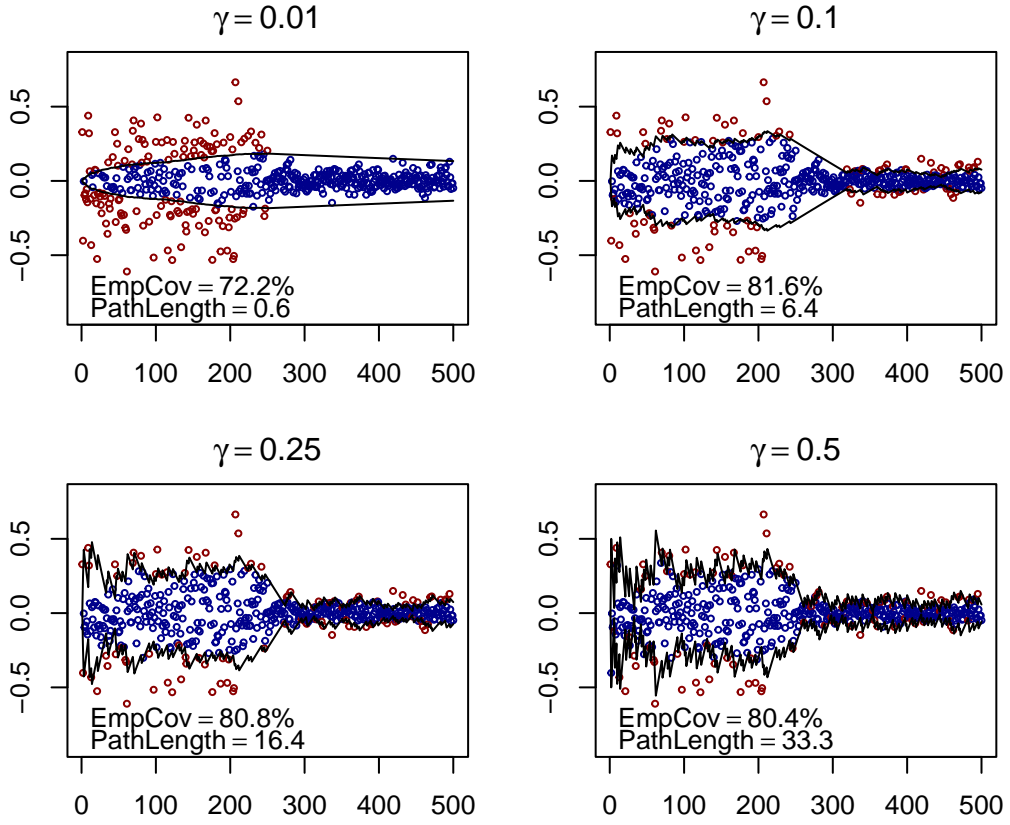 γ = 0.01
0.5
0.0
−0.5
EmpCov = 72.2%
PathLength = 0.6
0 100 200 300 400 500
γ = 0.1
0.5
0.0
−0.5
EmpCov = 81.6%
PathLength = 6.4
0 100 200 300 400 500
γ = 0.25
0.5
0.0
−0.5
EmpCov = 80.8%
PathLength = 16.4
0 100 200 300 400 500
γ = 0.5
0.5
0.0
−0.5
EmpCov = 80.4%
PathLength = 33.3
0 100 200 300 400 500